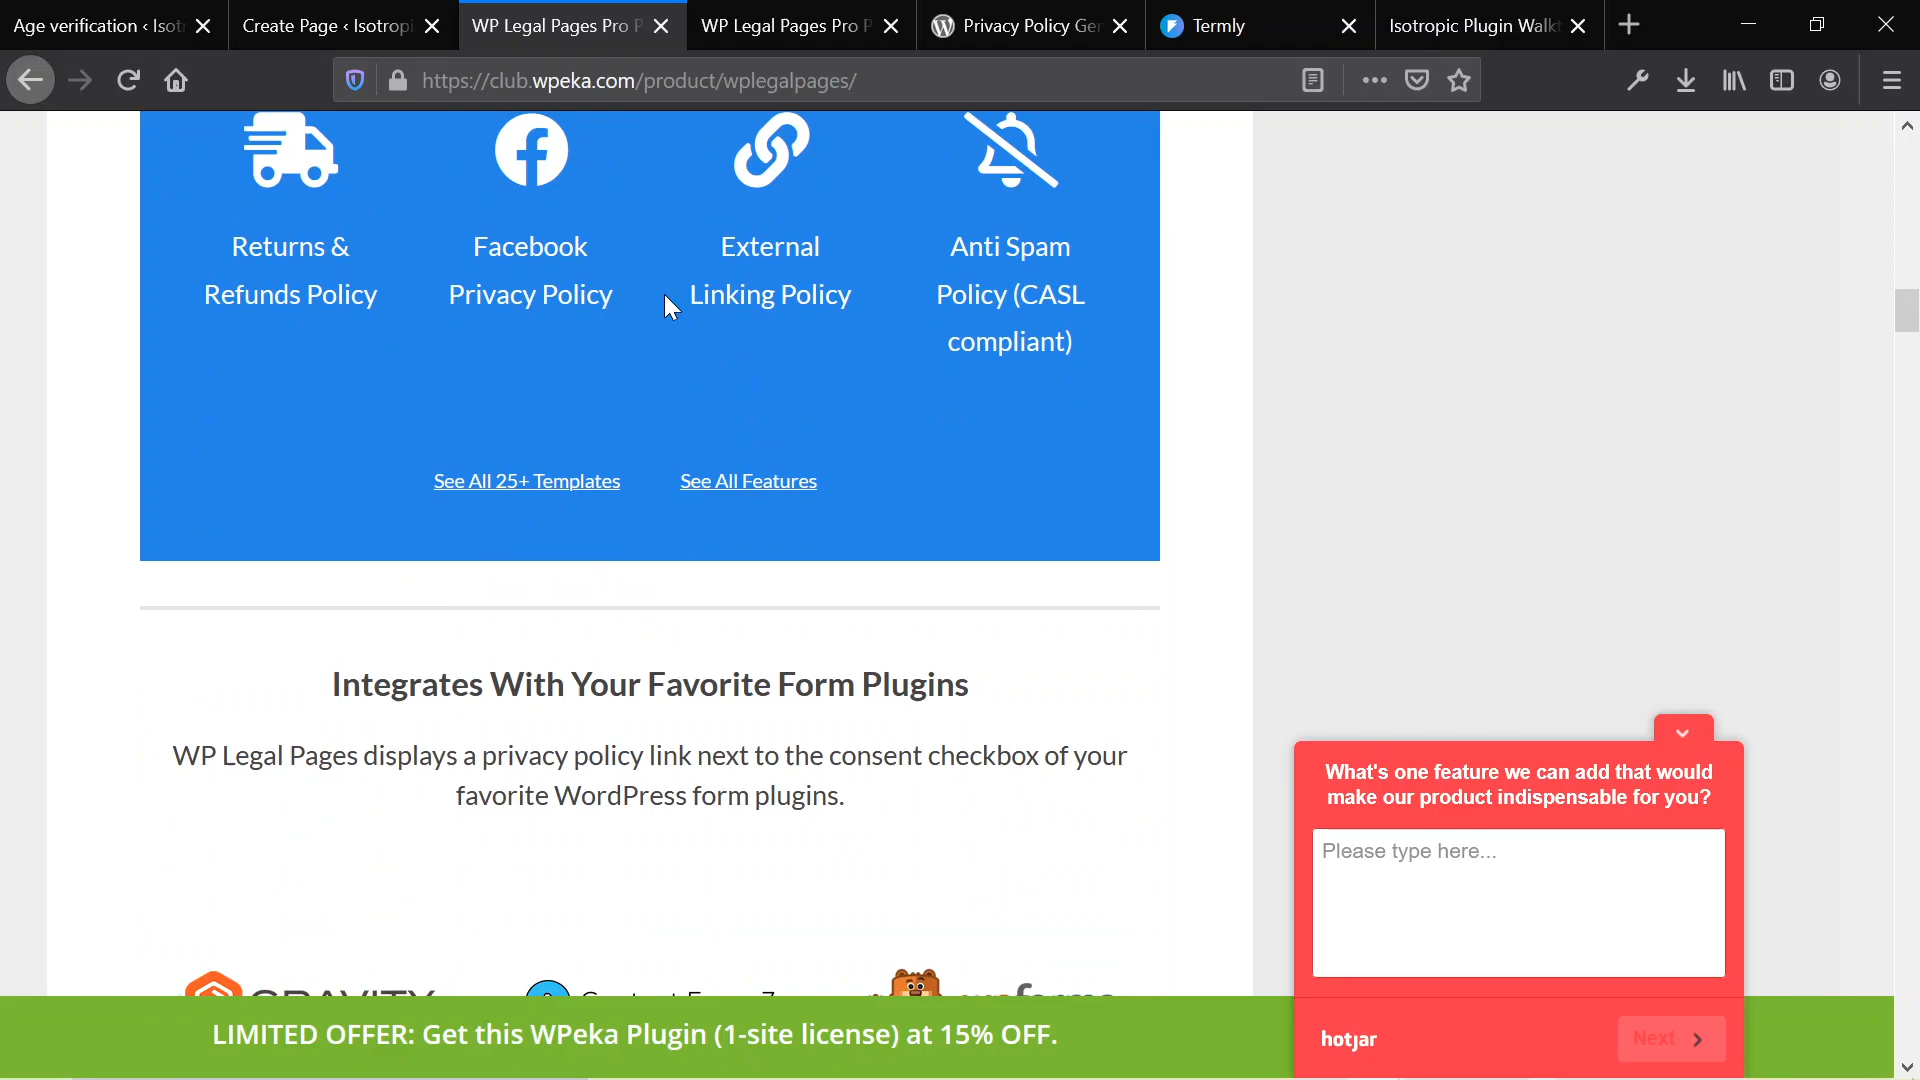 Age verification ‹ Isotr
Create Page ‹ Isotropi
WP Legal Pages Pro P
WP Legal Pages Pro P
Privacy Policy Ger
Termly
Isotropic Plugin Walkt
https://club.wpeka.com/product/wplegalpages/
Returns &
Refunds Policy
Facebook
Privacy Policy
External
Linking Policy
Anti Spam
Policy (CASL
compliant)
See All 25+ Templates
See All Features
Integrates With Your Favorite Form Plugins
WP Legal Pages displays a privacy policy link next to the consent checkbox of your
favorite WordPress form plugins.
What's one feature we can add that would
make our product indispensable for you?
Please type here...
LIMITED OFFER: Get this WPeka Plugin (1-site license) at 15% OFF.
hotjar
Next